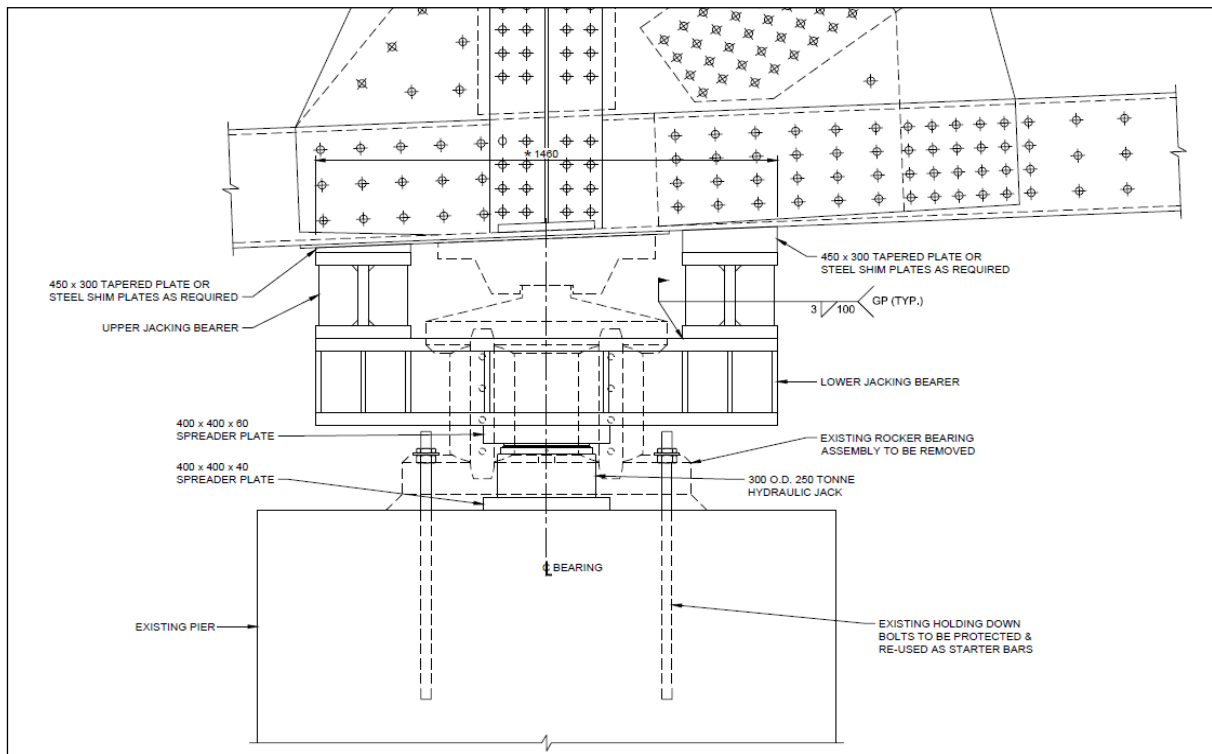 * 1460
450 x 300 TAPERED PLATE OR
STEEL SHIM PLATES AS REQUIRED
UPPER JACKING BEARER
450 x 300 TAPERED PLATE OR
STEEL SHIM PLATES AS REQUIRED
3 100 GP (TYP.)
LOWER JACKING BEARER
400 x 400 x 60
SPREADER PLATE
EXISTING ROCKER BEARING
ASSEMBLY TO BE REMOVED
400 x 400 x 40
SPREADER PLATE
300 O.D. 250 TONNE
HYDRAULIC JACK
℄ BEARING
EXISTING PIER
EXISTING HOLDING DOWN
BOLTS TO BE PROTECTED &
RE-USED AS STARTER BARS